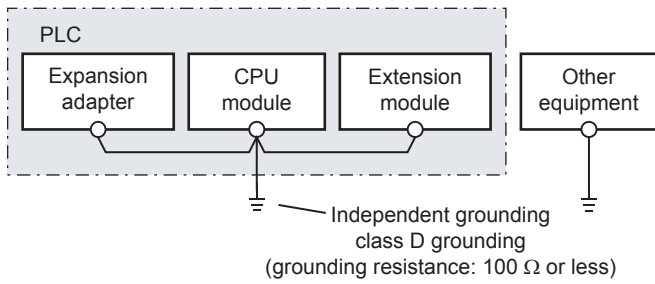 PLC
Expansion
adapter
CPU
module
Extension
module
Other
equipment
Independent grounding
class D grounding
(grounding resistance: 100 Ω or less)